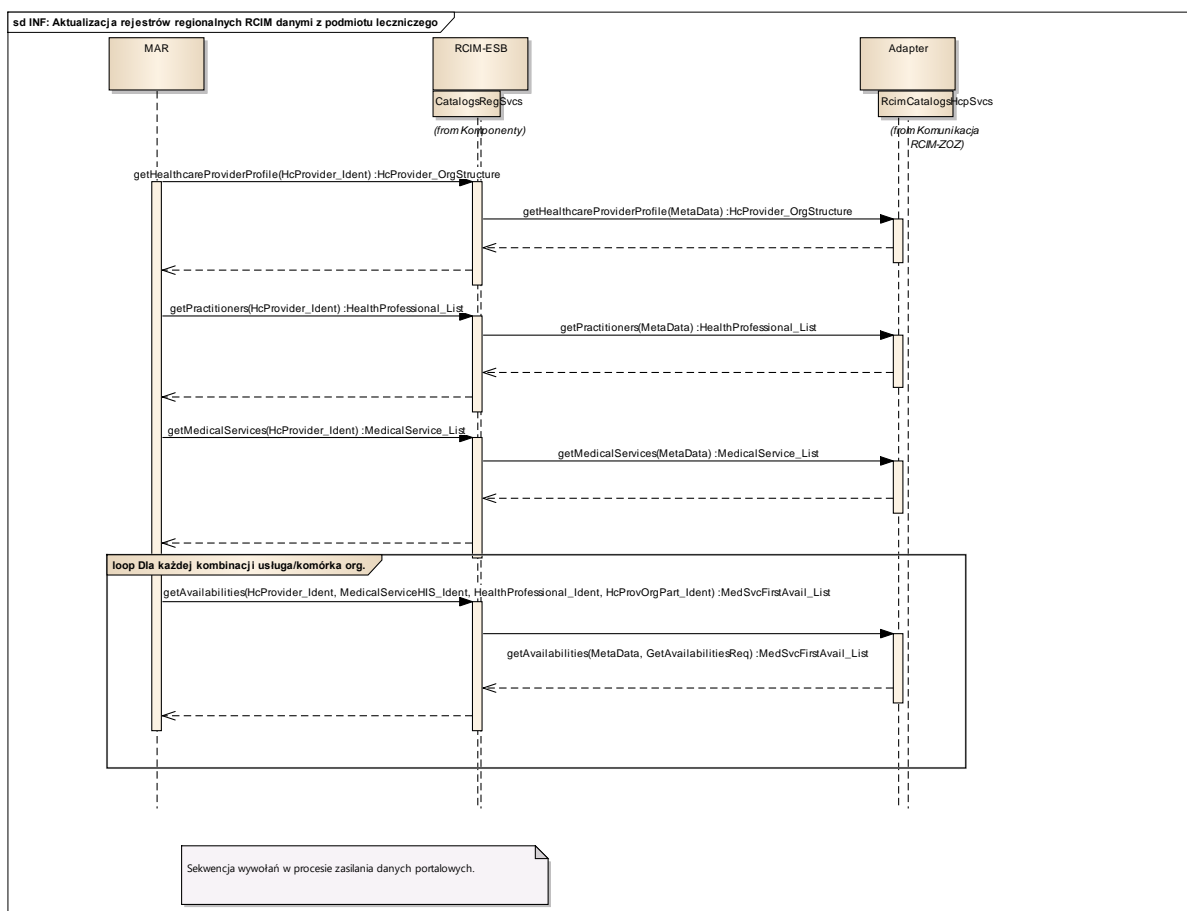 sd INF: Aktualizacja rejestrów regionalnych RCIM danymi z podmiotu leczniczego
MAR
RCIM-ESB
Adapter
CatalogsRegSvcs
RcimCatalogsHcpSvcs
(from Komponenty)
(from Komunikacja
RCIM-ZOZ)
getHealthcareProviderProfile(HcProvider_Ident) :HcProvider_OrgStructure
getHealthcareProviderProfile(MetaData) :HcProvider_OrgStructure
getPractitioners(HcProvider_Ident) :HealthProfessional_List
getPractitioners(MetaData) :HealthProfessional_List
getMedicalServices(HcProvider_Ident) :MedicalService_List
getMedicalServices(MetaData) :MedicalService_List
loop Dla każdej kombinacji usługa/komórka org.
getAvailabilities(HcProvider_Ident, MedicalServiceHIS_Ident, HealthProfessional_Ident, HcProvOrgPart_Ident) :MedSvcFirstAvail_List
getAvailabilities(MetaData, GetAvailabilitiesReq) :MedSvcFirstAvail_List
Sekwencja wywołań w procesie zasilania danych portalowych.